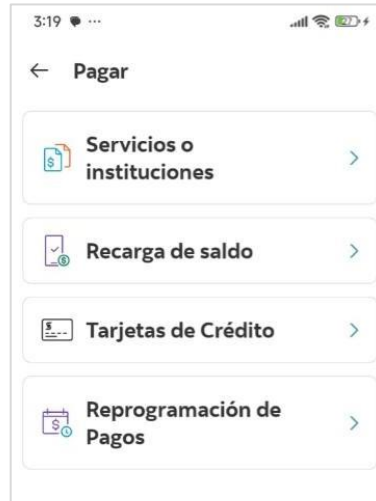 3:19 ...
← Pagar
Servicios o
instituciones
Recarga de saldo
Tarjetas de Crédito
Reprogramación de
Pagos